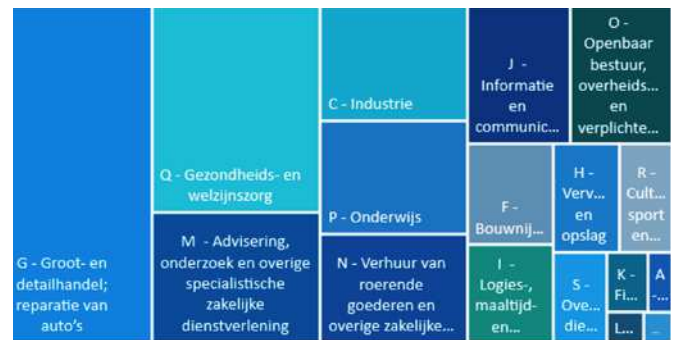 G - Groot- en
detailhandel;
reparatie van
auto's
Q - Gezondheids- en
welzijnszorg
M - Advisering,
onderzoek en overige
specialistische
zakelijke
dienstverlening
C - Industrie
P - Onderwijs
N - Verhuur van
roerende
goederen en
overige zakelijke...
J -
Informatie
en
communic...
O -
Openbaar
bestuur,
overheids...
en
verplichte...
F -
Bouwnij...
I -
Logies-,
maaltijd-
en...
H -
Verv...
en
opslag
R -
Cult...
sport
en...
S -
Ove...
die...
K -
Fi...
A
-...
L...
...